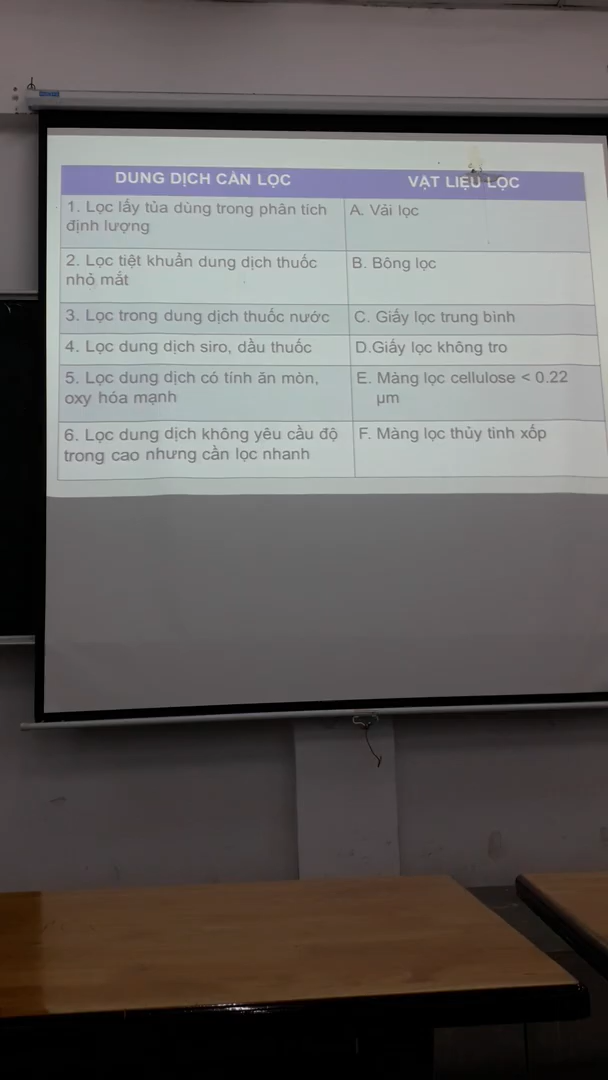 DUNG DỊCH CẦN LỌC
VẬT LIỆU LỌC
1. Lọc lấy tủa dùng trong phân tích
định lượng
A. Vải lọc
2. Lọc tiệt khuẩn dung dịch thuốc
nhỏ mắt
B. Bông lọc
3. Lọc trong dung dịch thuốc nước
C. Giấy lọc trung bình
4. Lọc dung dịch siro, dầu thuốc
D.Giấy lọc không tro
5. Lọc dung dịch có tính ăn mòn,
oxy hóa mạnh
E. Màng lọc cellulose < 0.22
µm
6. Lọc dung dịch không yêu cầu độ
trong cao nhưng cần lọc nhanh
F. Màng lọc thủy tinh xốp